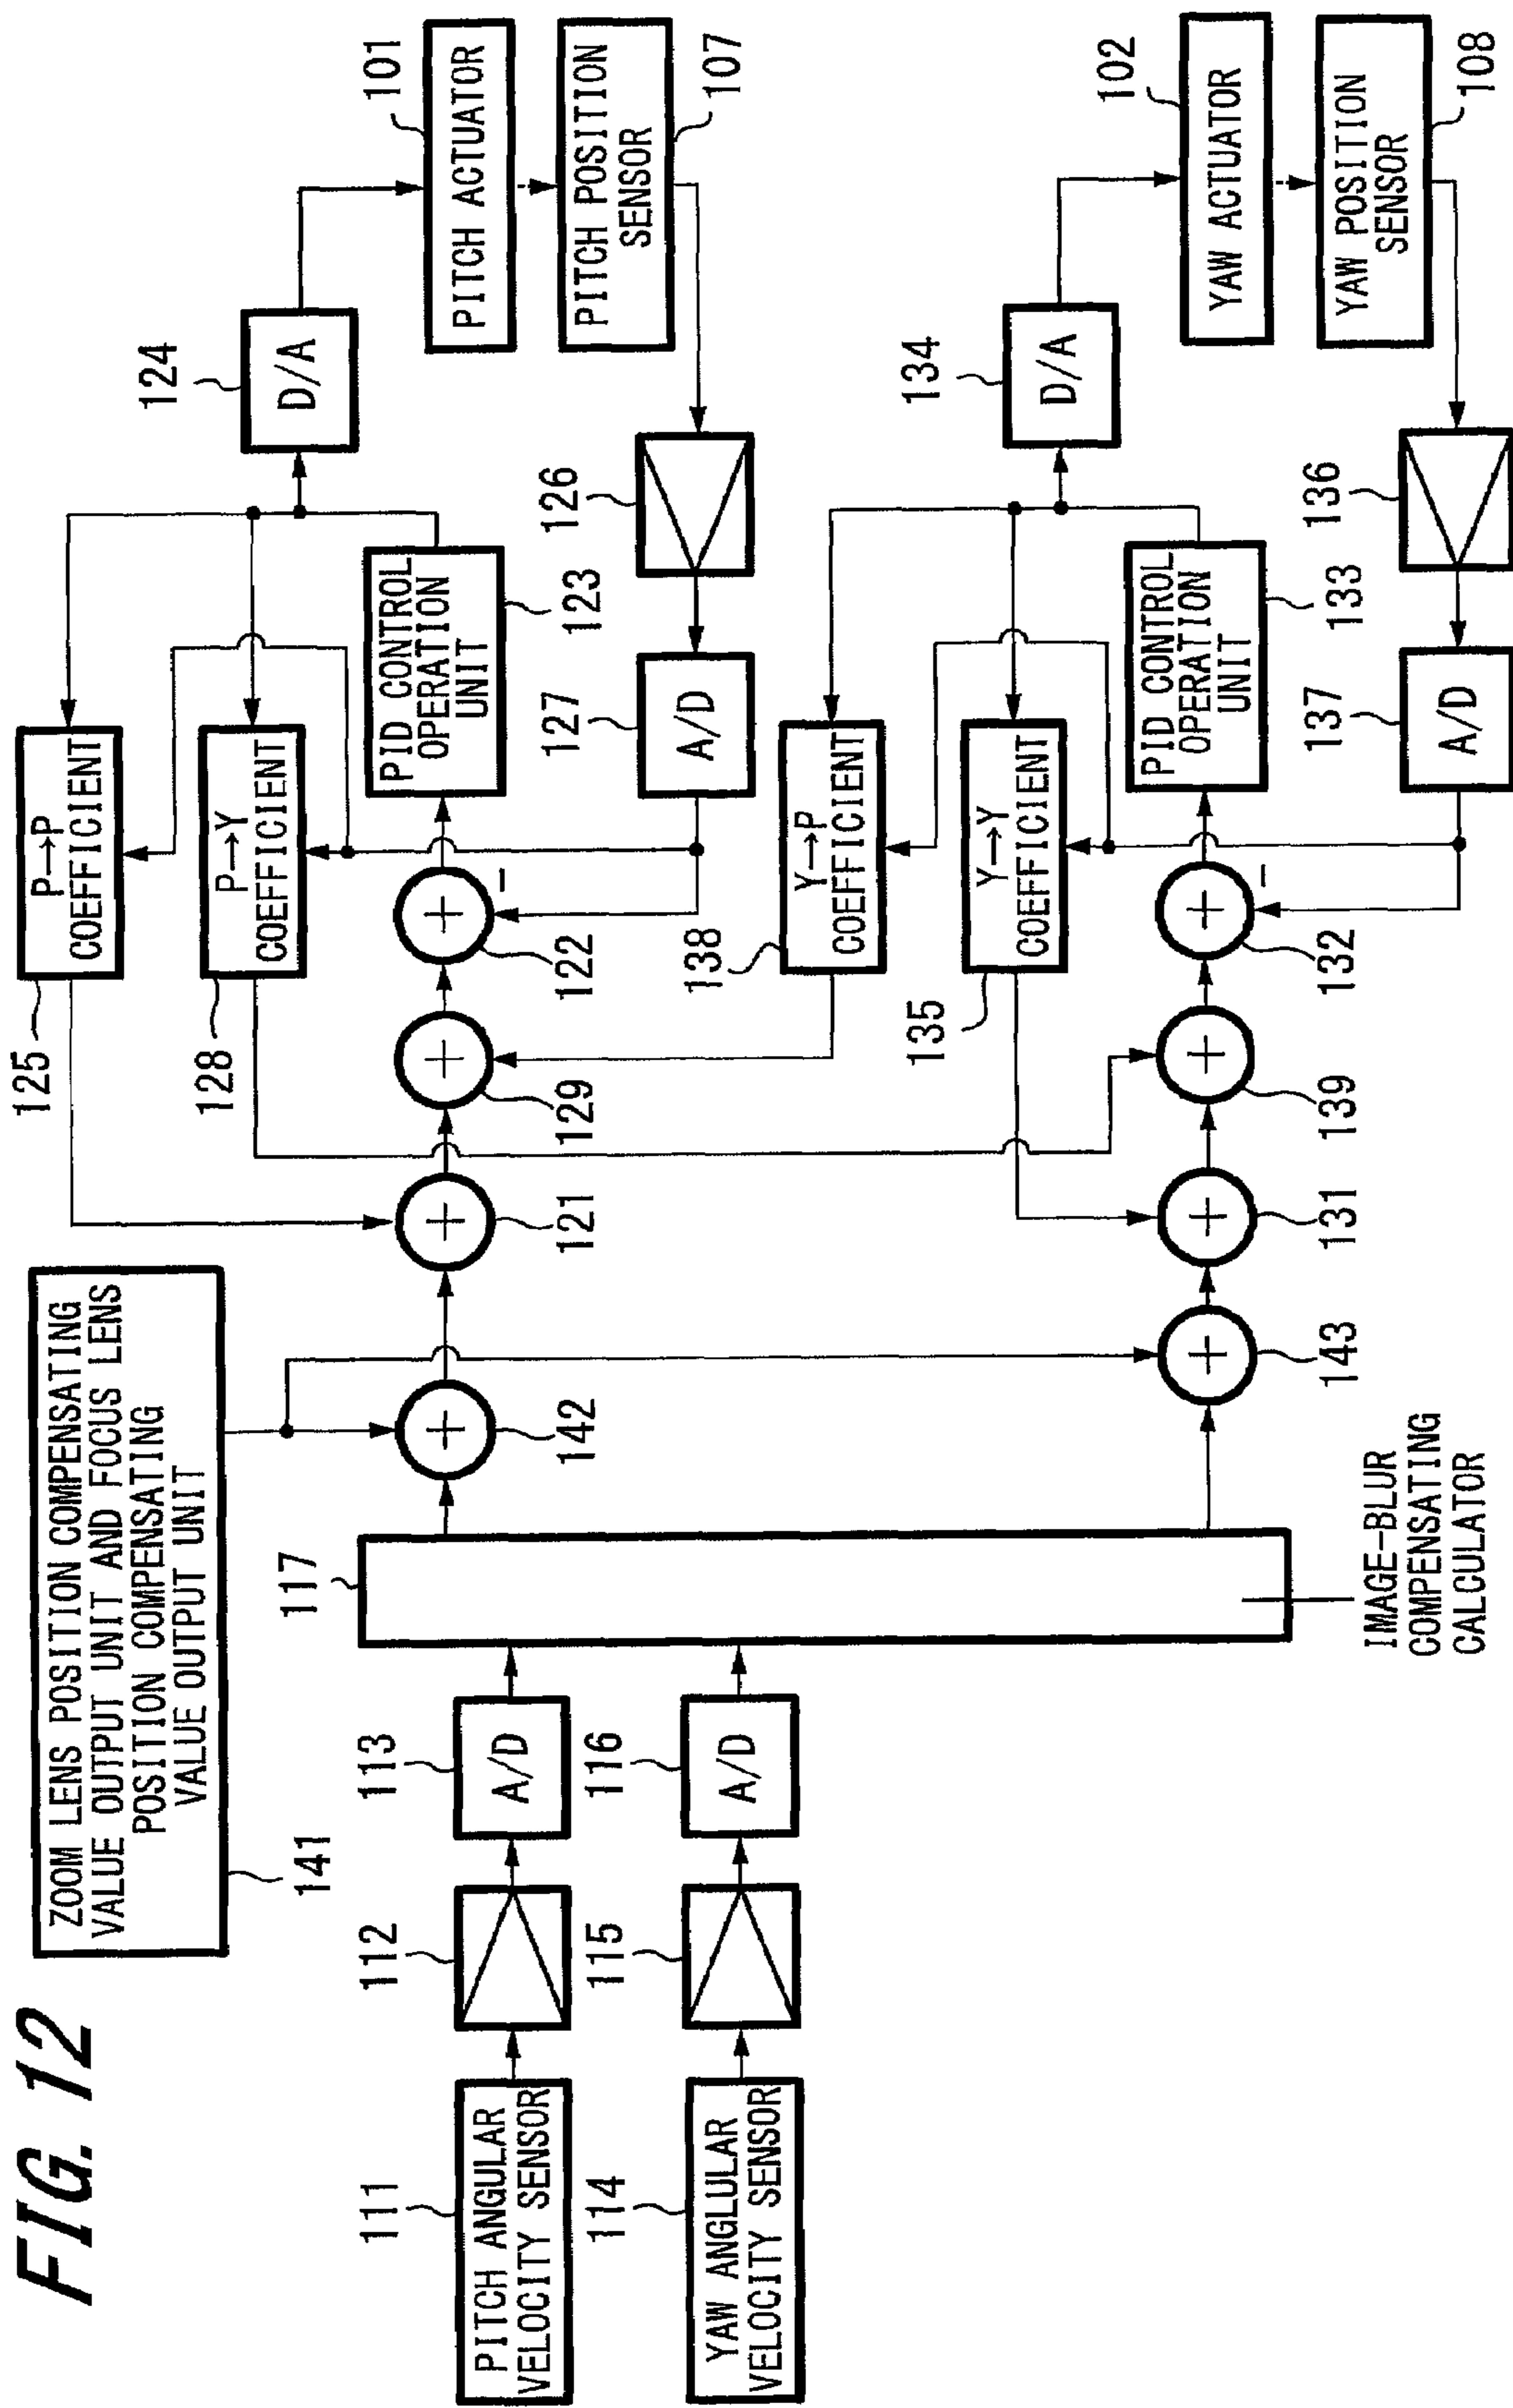 FIG. 12
ZOOM LENS POSITION COMPENSATING
VALUE OUTPUT UNIT AND FOCUS LENS
POSITION COMPENSATING
VALUE OUTPUT UNIT
141
125
P→P
COEFFICIENT
128
P→Y
COEFFICIENT
124
D/A
101
PITCH ACTUATOR
PITCH POSITION
SENSOR
107
111
PITCH ANGULAR
VELOCITY SENSOR
112
113
A/D
117
142
+
121
+
129
+
122
+
−
PID CONTROL
OPERATION
UNIT
123
127
A/D
126
114
YAW ANGLULAR
VELOCITY SENSOR
115
116
A/D
138
Y→P
COEFFICIENT
135
Y→Y
COEFFICIENT
134
D/A
102
YAW ACTUATOR
YAW POSITION
SENSOR
108
143
+
131
+
139
+
132
+
−
PID CONTROL
OPERATION
UNIT
133
137
A/D
136
IMAGE-BLUR
COMPENSATING
CALCULATOR